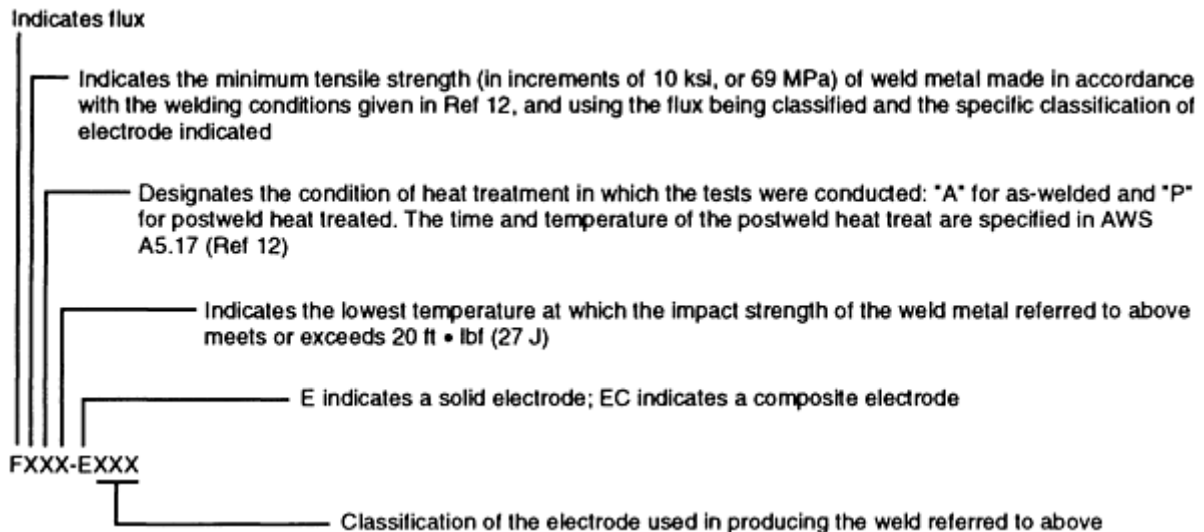 Indicates flux
Indicates the minimum tensile strength (in increments of 10 ksi, or 69 MPa) of weld metal made in accordance
with the welding conditions given in Ref 12, and using the flux being classified and the specific classification of
electrode indicated
Designates the condition of heat treatment in which the tests were conducted: "A" for as-welded and "P"
for postweld heat treated. The time and temperature of the postweld heat treat are specified in AWS
A5.17 (Ref 12)
Indicates the lowest temperature at which the impact strength of the weld metal referred to above
meets or exceeds 20 ft • lbf (27 J)
E indicates a solid electrode; EC indicates a composite electrode
FXXX-EXXX
Classification of the electrode used in producing the weld referred to above